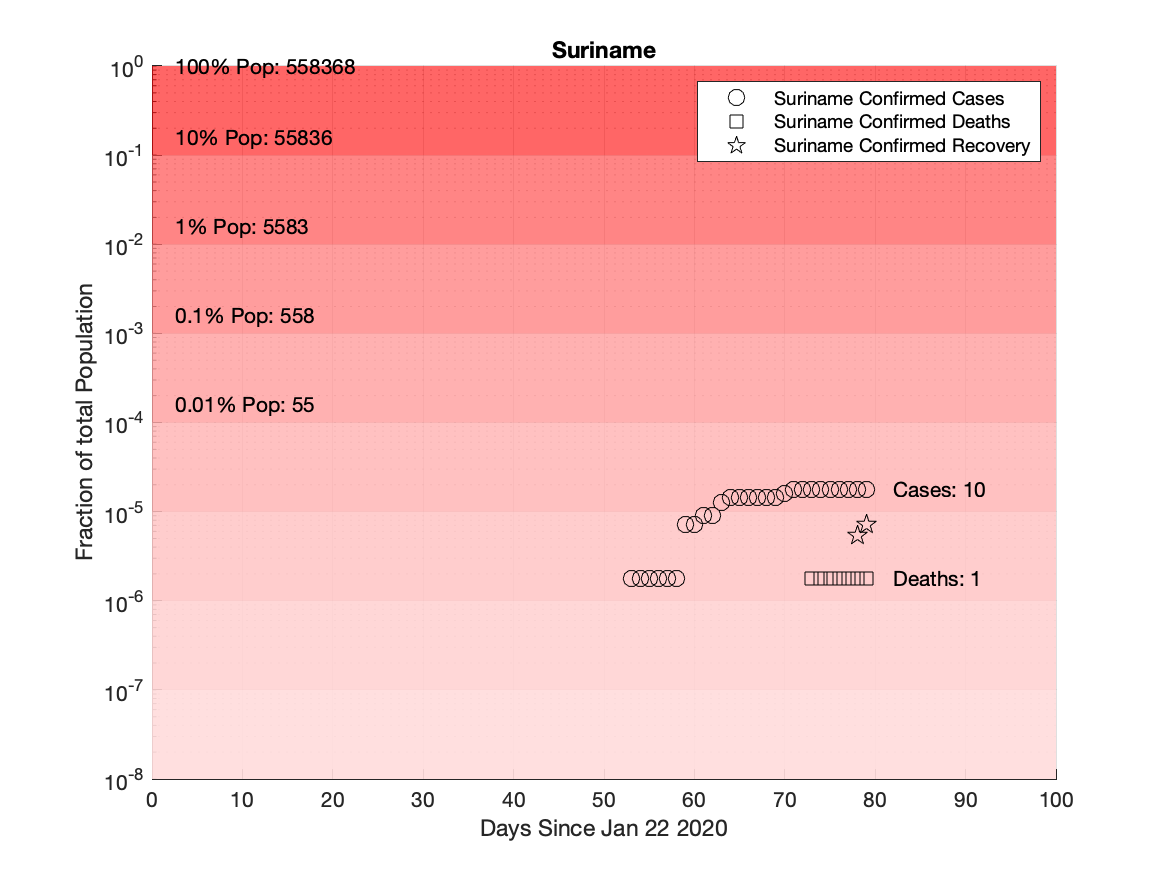 Suriname
10^0
100% Pop: 558368
Suriname Confirmed Cases
Suriname Confirmed Deaths
Suriname Confirmed Recovery
10% Pop: 55836
10^-1
1% Pop: 5583
10^-2
0.1% Pop: 558
10^-3
0.01% Pop: 55
10^-4
Cases: 10
10^-5
Deaths: 1
10^-6
10^-7
10^-8
Fraction of total Population
0 10 20 30 40 50 60 70 80 90 100
Days Since Jan 22 2020